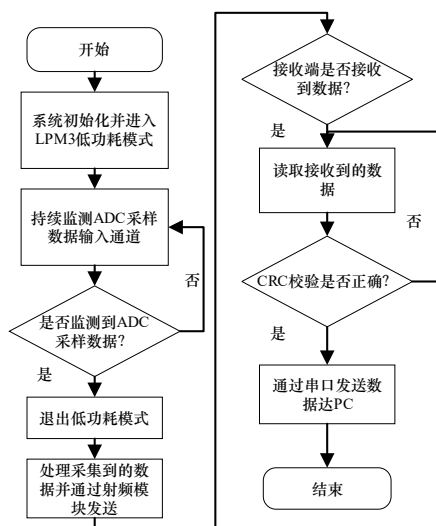 开始
系统初始化并进入
LPM3低功耗模式
持续监测ADC采样
数据输入通道
否
是否监测到ADC
采样数据?
是
退出低功耗模式
处理采集到的数
据并通过射频模
块发送
接收端是否接收
到数据?
是
读取接收到的数
据
否
CRC校验是否正确?
是
通过串口发送数
据达PC
结束